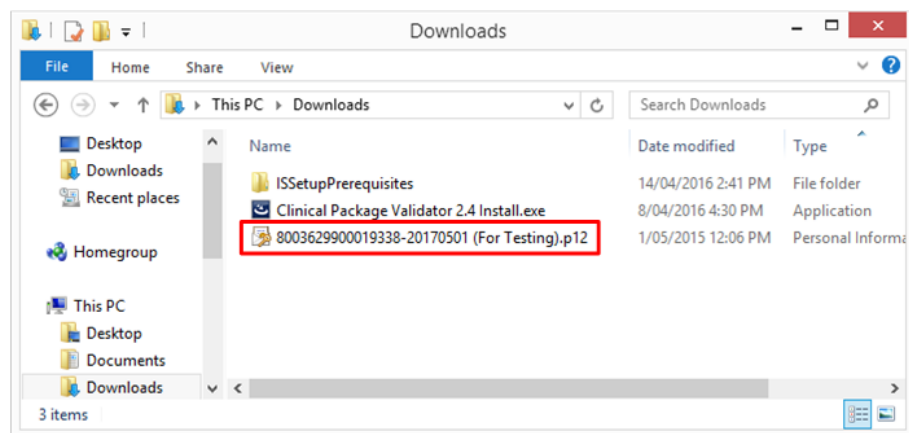 Downloads
File Home Share View
This PC Downloads Search Downloads
Desktop
Downloads
Recent places
Homegroup
This PC
Desktop
Documents
Downloads
Name Date modified Type
ISSetupPrerequisites 14/04/2016 2:41 PM File folder
Clinical Package Validator 2.4 Install.exe 8/04/2016 4:30 PM Application
8003629900019338-20170501 (For Testing).p12 1/05/2015 12:06 PM Personal Informa
3 items